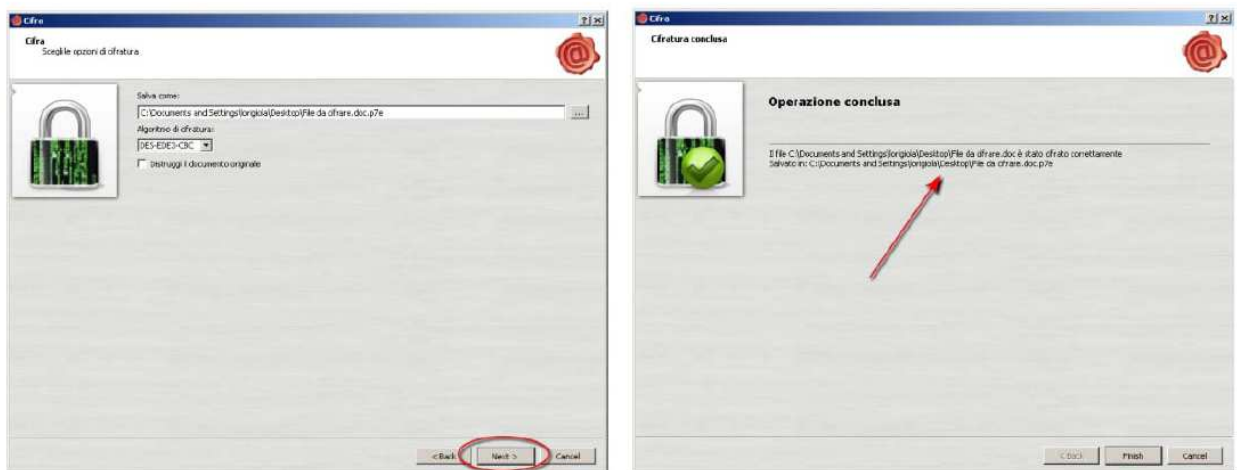 Cifra
Cifra
Scegli le opzioni di cifratura
Salva come:
C:\Documents and Settings\lorigiola\Desktop\File da cifrare.doc.p7e
...
Algoritmo di cifratura:
DES-EDE3-CBC
Distruggi il documento originale
< Back
Next >
Cancel
Cifra
Cifratura conclusa
Operazione conclusa
Il file C:\Documents and Settings\lorigiola\Desktop\File da cifrare.doc è stato cifrato correttamente
Salvato in: C:\Documents and Settings\lorigiola\Desktop\File da cifrare.doc.p7e
< Back
Finish
Cancel